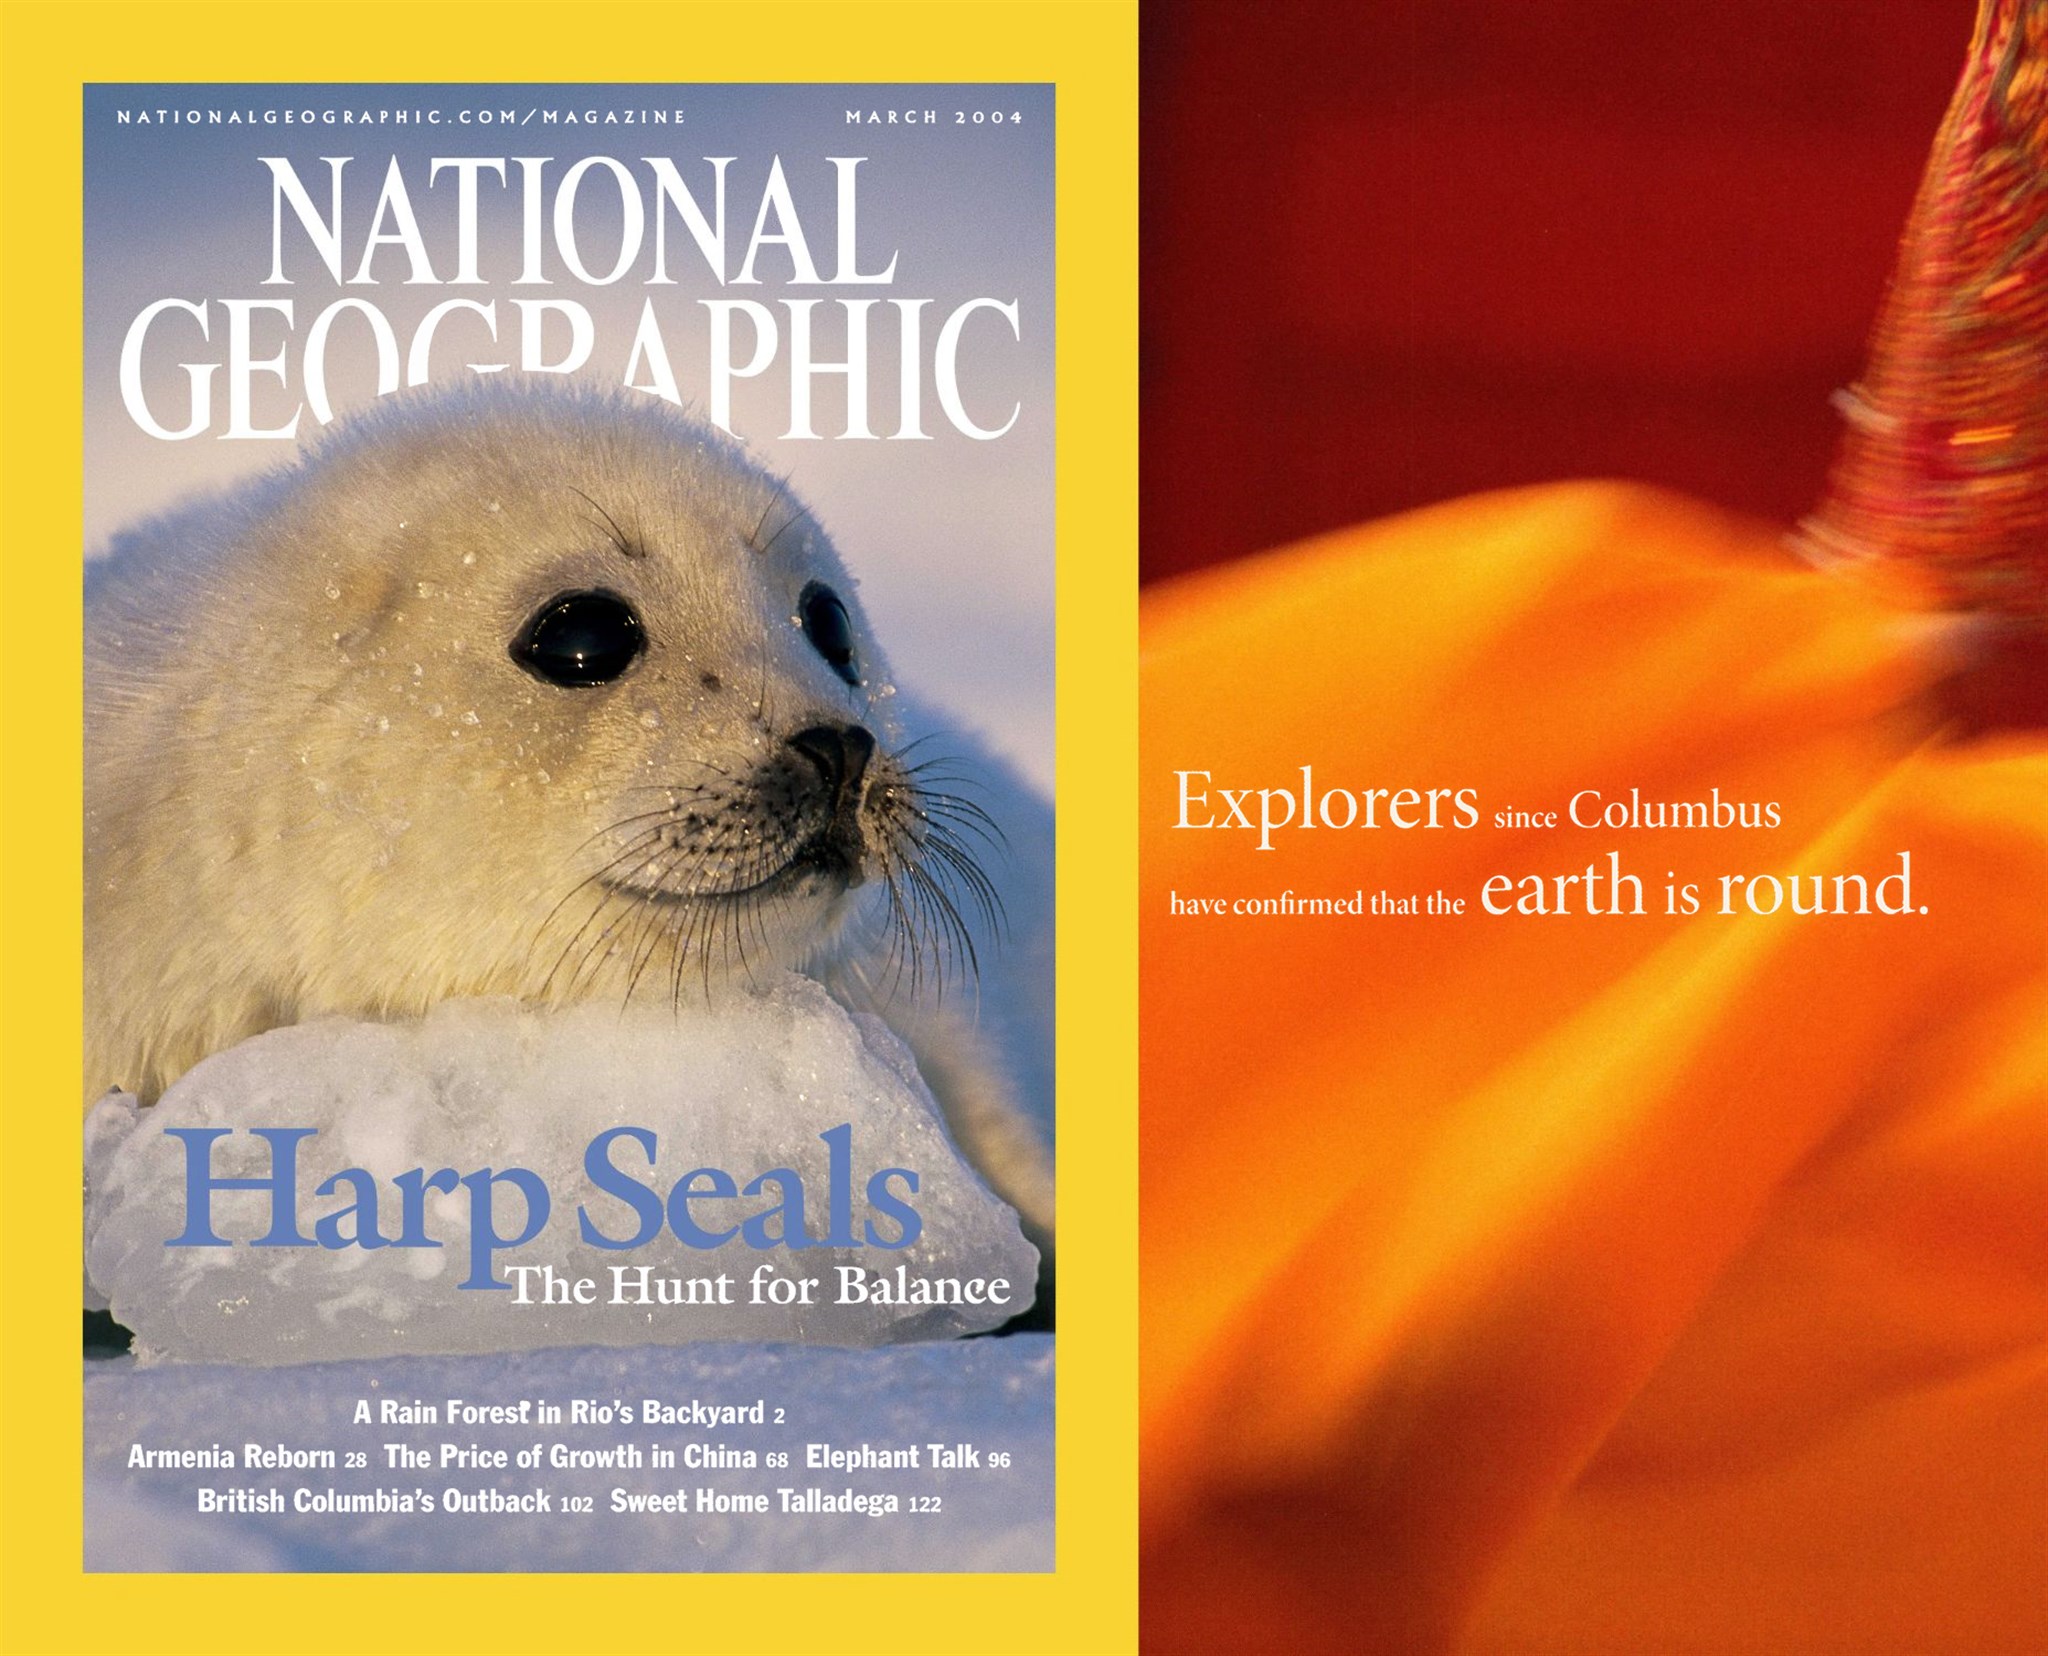 NATIONALGEOGRAPHIC.COM/MAGAZINE MARCH 2004
NATIONAL
GEOGRAPHIC
Harp Seals
The Hunt for Balance
A Rain Forest in Rio's Backyard 2
Armenia Reborn 28 The Price of Growth in China 68 Elephant Talk 96
British Columbia's Outback 102 Sweet Home Talladega 122
Explorers since Columbus
have confirmed that the earth is round.